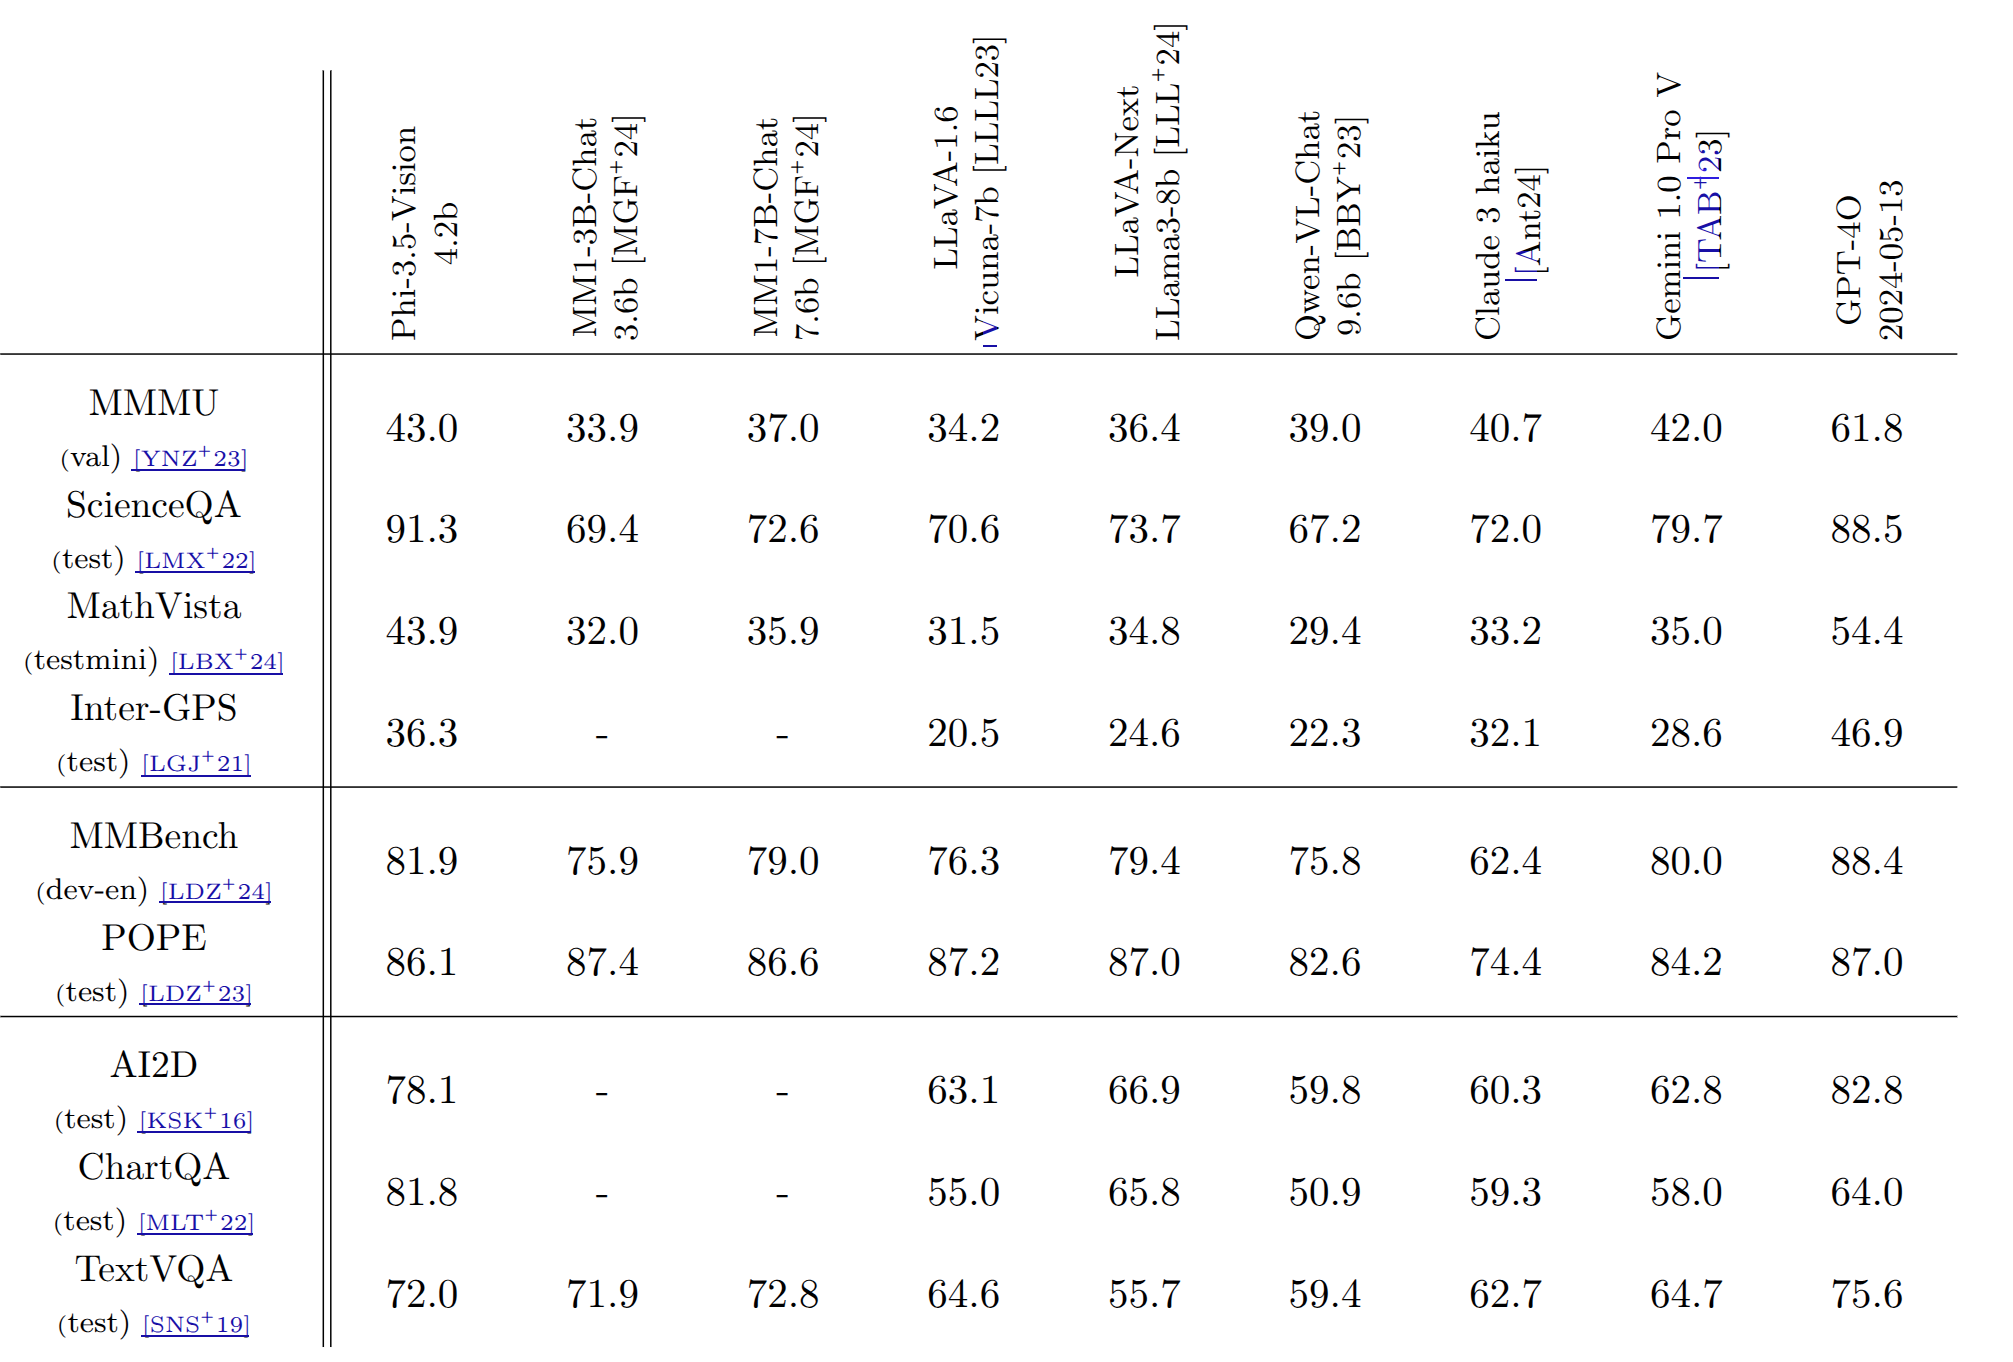 Phi-3.5-Vision
4.2b
MM1-3B-Chat
3.6b [MGF+24]
MM1-7B-Chat
7.6b [MGF+24]
LLaVA-1.6
Vicuna-7b [LLLL23]
LLaVA-Next
LLama3-8b [LLL+24]
Qwen-VL-Chat
9.6b [BBY+23]
Claude 3 haiku
[Ant24]
Gemini 1.0 Pro V
[TAB+23]
GPT-4O
2024-05-13
MMMU
(val) [YNZ+23]
43.0 33.9 37.0 34.2 36.4 39.0 40.7 42.0 61.8
ScienceQA
(test) [LMX+22]
91.3 69.4 72.6 70.6 73.7 67.2 72.0 79.7 88.5
MathVista
(testmini) [LBX+24]
43.9 32.0 35.9 31.5 34.8 29.4 33.2 35.0 54.4
Inter-GPS
(test) [LGJ+21]
36.3 - - 20.5 24.6 22.3 32.1 28.6 46.9
MMBench
(dev-en) [LDZ+24]
81.9 75.9 79.0 76.3 79.4 75.8 62.4 80.0 88.4
POPE
(test) [LDZ+23]
86.1 87.4 86.6 87.2 87.0 82.6 74.4 84.2 87.0
AI2D
(test) [KSK+16]
78.1 - - 63.1 66.9 59.8 60.3 62.8 82.8
ChartQA
(test) [MLT+22]
81.8 - - 55.0 65.8 50.9 59.3 58.0 64.0
TextVQA
(test) [SNS+19]
72.0 71.9 72.8 64.6 55.7 59.4 62.7 64.7 75.6